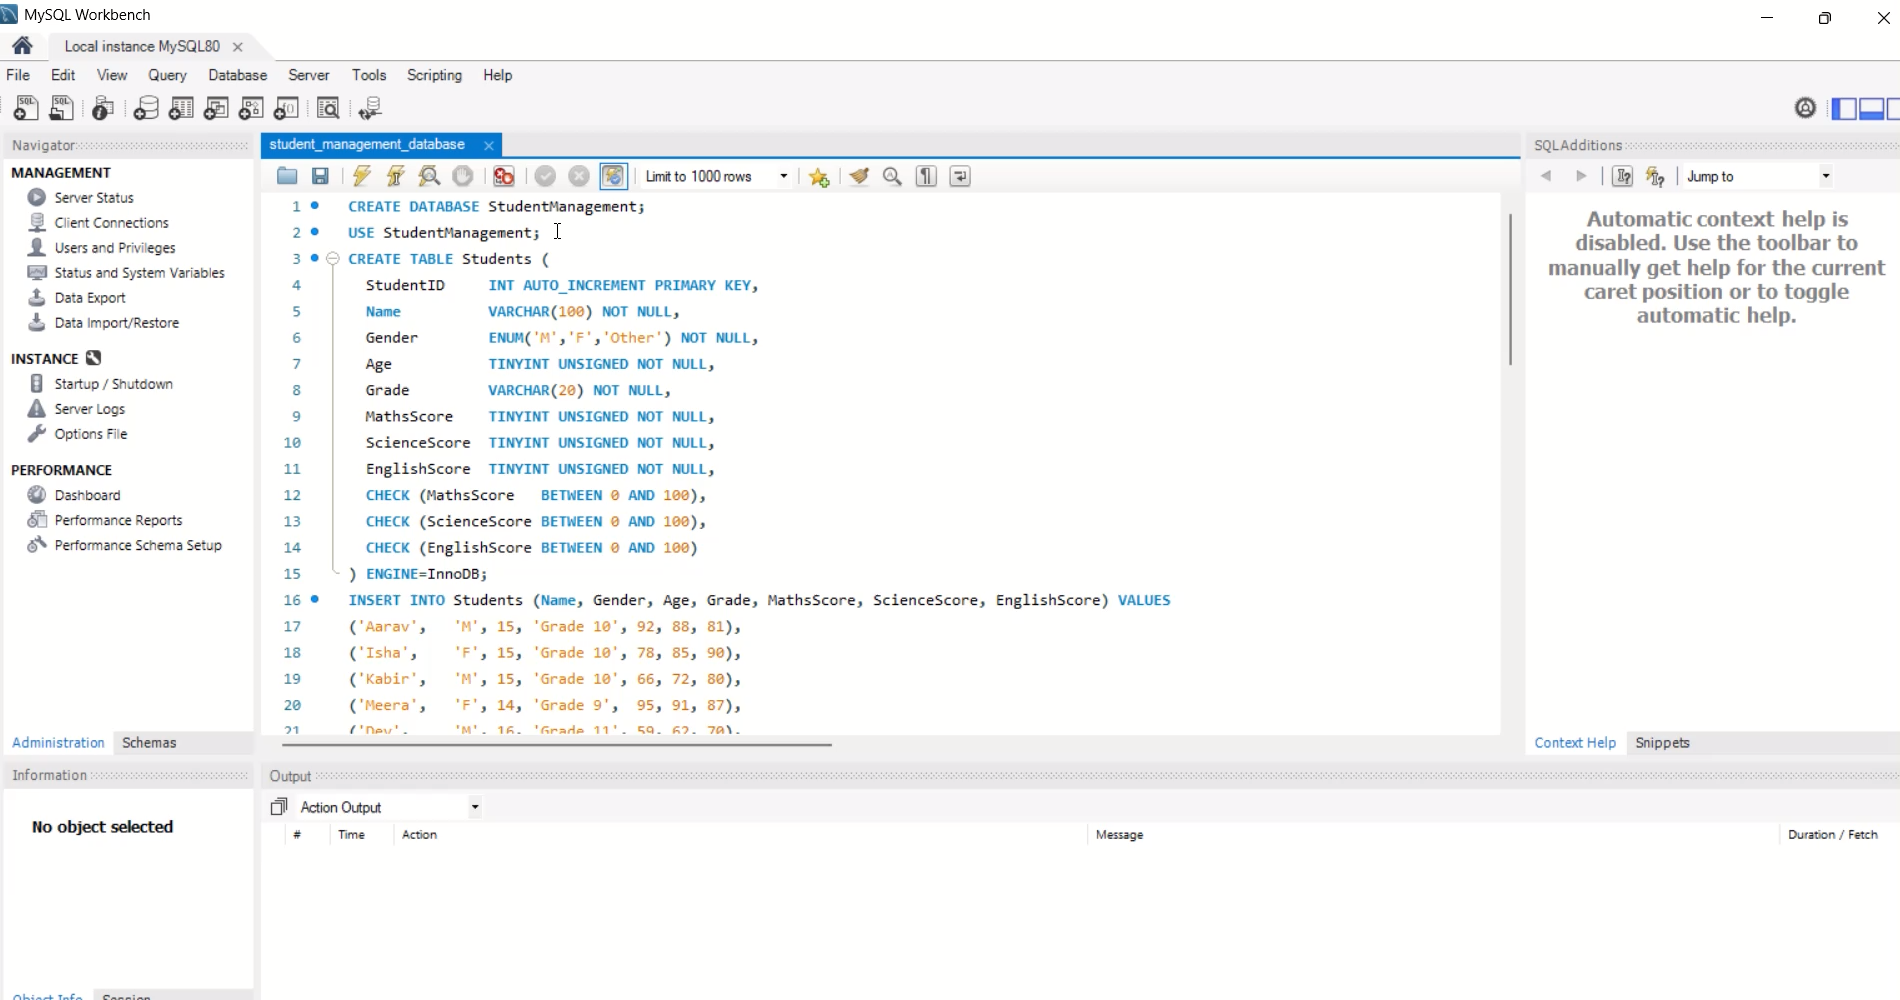 MySQL Workbench
Local instance MySQL80
File Edit View Query Database Server Tools Scripting Help
Navigator
MANAGEMENT
Server Status
Client Connections
Users and Privileges
Status and System Variables
Data Export
Data Import/Restore
INSTANCE
Startup / Shutdown
Server Logs
Options File
PERFORMANCE
Dashboard
Performance Reports
Performance Schema Setup
Administration Schemas
Information
No object selected
Object Info Session
student_management_database
Limit to 1000 rows
1 CREATE DATABASE StudentManagement;
2 USE StudentManagement;
3 CREATE TABLE Students (
4 StudentID INT AUTO_INCREMENT PRIMARY KEY,
5 Name VARCHAR(100) NOT NULL,
6 Gender ENUM('M','F','Other') NOT NULL,
7 Age TINYINT UNSIGNED NOT NULL,
8 Grade VARCHAR(20) NOT NULL,
9 MathsScore TINYINT UNSIGNED NOT NULL,
10 ScienceScore TINYINT UNSIGNED NOT NULL,
11 EnglishScore TINYINT UNSIGNED NOT NULL,
12 CHECK (MathsScore BETWEEN 0 AND 100),
13 CHECK (ScienceScore BETWEEN 0 AND 100),
14 CHECK (EnglishScore BETWEEN 0 AND 100)
15 ) ENGINE=InnoDB;
16 INSERT INTO Students (Name, Gender, Age, Grade, MathsScore, ScienceScore, EnglishScore) VALUES
17 ('Aarav', 'M', 15, 'Grade 10', 92, 88, 81),
18 ('Isha', 'F', 15, 'Grade 10', 78, 85, 90),
19 ('Kabir', 'M', 15, 'Grade 10', 66, 72, 80),
20 ('Meera', 'F', 14, 'Grade 9', 95, 91, 87),
21 ('Dev', 'M', 16, 'Grade 11', 59, 62, 70),
Output
Action Output
# Time Action Message Duration / Fetch
SQLAdditions
Jump to
Automatic context help is
disabled. Use the toolbar to
manually get help for the current
caret position or to toggle
automatic help.
Context Help Snippets